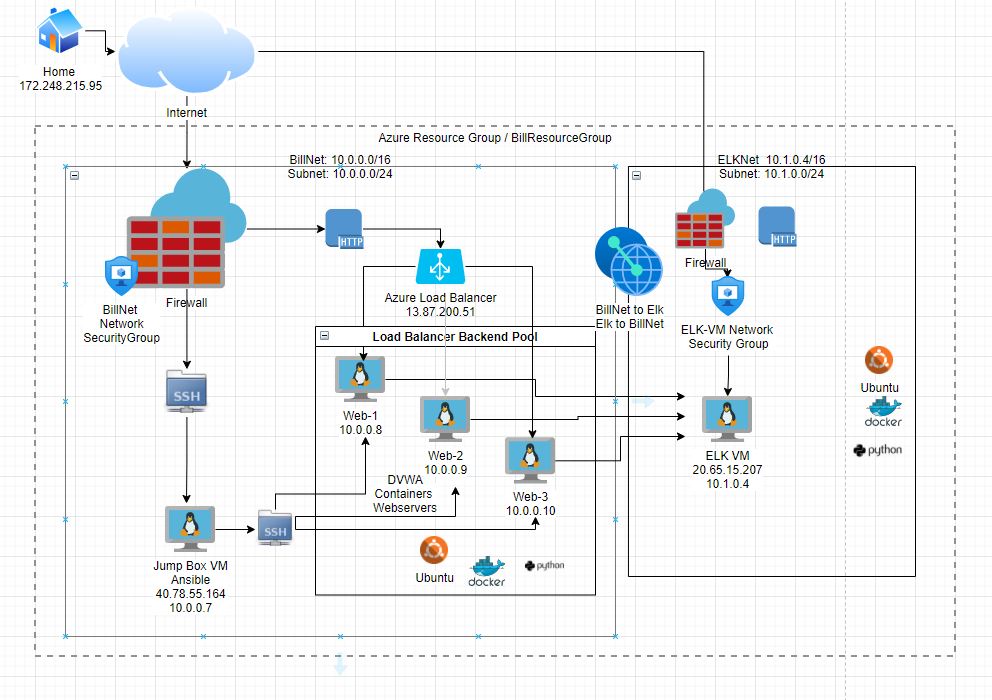 Home
172.248.215.95
Internet
Azure Resource Group / BillResourceGroup
BillNet: 10.0.0.0/16
Subnet: 10.0.0.0/24
ELKNet 10.1.0.4/16
Subnet: 10.1.0.0/24
HTTP
HTTP
Firewall
Firewall
BillNet
Network
SecurityGroup
Azure Load Balancer
13.87.200.51
BillNet to Elk
Elk to BillNet
ELK-VM Network
Security Group
Load Balancer Backend Pool
SSH
Web-1
10.0.0.8
Web-2
10.0.0.9
Web-3
10.0.0.10
DVWA
Containers
Webservers
Ubuntu
docker
python
ELK VM
20.65.15.207
10.1.0.4
SSH
Jump Box VM
Ansible
40.78.55.164
10.0.0.7
Ubuntu
docker
python